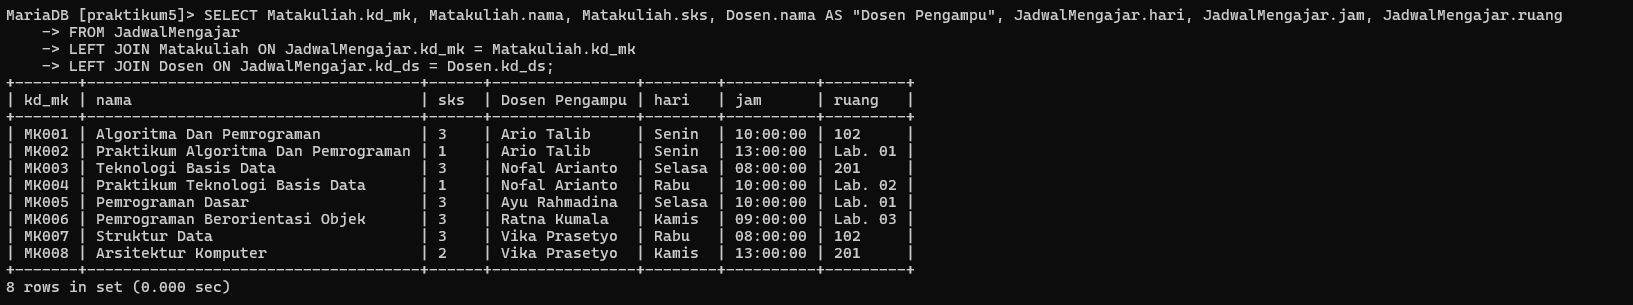 MariaDB [praktikum5]> SELECT Matakuliah.kd_mk, Matakuliah.nama, Matakuliah.sks, Dosen.nama AS "Dosen Pengampu", JadwalMengajar.hari, JadwalMengajar.jam, JadwalMengajar.ruang
    -> FROM JadwalMengajar
    -> LEFT JOIN Matakuliah ON JadwalMengajar.kd_mk = Matakuliah.kd_mk
    -> LEFT JOIN Dosen ON JadwalMengajar.kd_ds = Dosen.kd_ds;
+-------+-------------------------------------+------+----------------+--------+----------+---------+
| kd_mk | nama                                | sks  | Dosen Pengampu | hari   | jam      | ruang   |
+-------+-------------------------------------+------+----------------+--------+----------+---------+
| MK001 | Algoritma Dan Pemrograman           | 3    | Ario Talib     | Senin  | 10:00:00 | 102     |
| MK002 | Praktikum Algoritma Dan Pemrograman | 1    | Ario Talib     | Senin  | 13:00:00 | Lab. 01 |
| MK003 | Teknologi Basis Data                | 3    | Nofal Arianto  | Selasa | 08:00:00 | 201     |
| MK004 | Praktikum Teknologi Basis Data      | 1    | Nofal Arianto  | Rabu   | 10:00:00 | Lab. 02 |
| MK005 | Pemrograman Dasar                   | 3    | Ayu Rahmadina  | Selasa | 10:00:00 | Lab. 01 |
| MK006 | Pemrograman Berorientasi Objek      | 3    | Ratna Kumala   | Kamis  | 09:00:00 | Lab. 03 |
| MK007 | Struktur Data                       | 3    | Vika Prasetyo  | Rabu   | 08:00:00 | 102     |
| MK008 | Arsitektur Komputer                 | 2    | Vika Prasetyo  | Kamis  | 13:00:00 | 201     |
+-------+-------------------------------------+------+----------------+--------+----------+---------+
8 rows in set (0.000 sec)